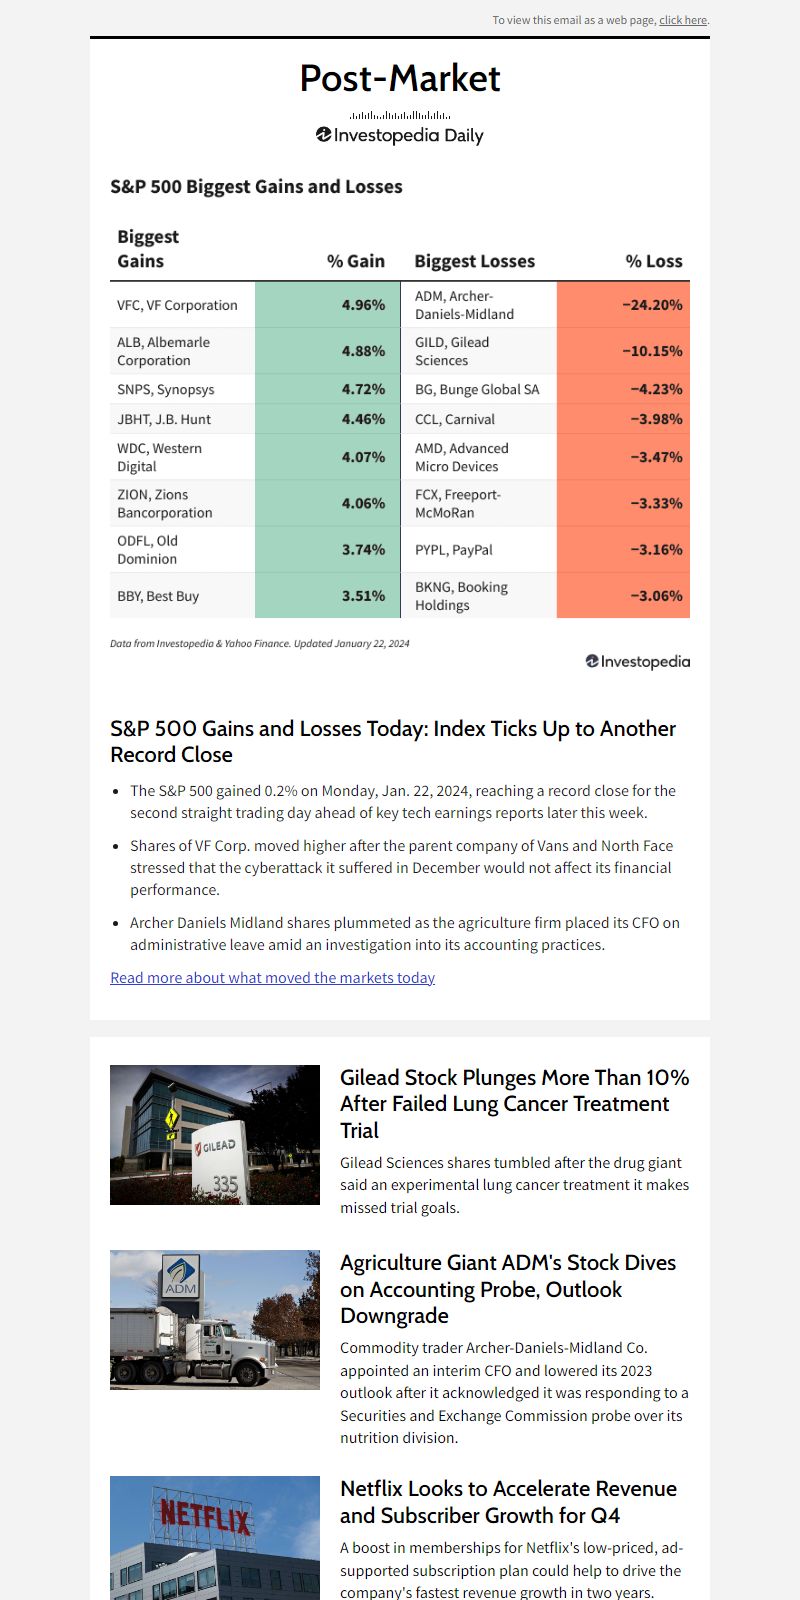 To view this email as a web page, click here.
Post-Market
Investopedia Daily
S&P 500 Biggest Gains and Losses
Biggest
Gains
% Gain
Biggest Losses
% Loss
VFC, VF Corporation
4.96%
ADM, Archer-
Daniels-Midland
−24.20%
ALB, Albemarle
Corporation
4.88%
GILD, Gilead
Sciences
−10.15%
SNPS, Synopsys
4.72%
BG, Bunge Global SA
−4.23%
JBHT, J.B. Hunt
4.46%
CCL, Carnival
−3.98%
WDC, Western
Digital
4.07%
AMD, Advanced
Micro Devices
−3.47%
ZION, Zions
Bancorporation
4.06%
FCX, Freeport-
McMoRan
−3.33%
ODFL, Old
Dominion
3.74%
PYPL, PayPal
−3.16%
BBY, Best Buy
3.51%
BKNG, Booking
Holdings
−3.06%
Data from Investopedia & Yahoo Finance. Updated January 22, 2024
Investopedia
S&P 500 Gains and Losses Today: Index Ticks Up to Another
Record Close
• The S&P 500 gained 0.2% on Monday, Jan. 22, 2024, reaching a record close for the
second straight trading day ahead of key tech earnings reports later this week.
• Shares of VF Corp. moved higher after the parent company of Vans and North Face
stressed that the cyberattack it suffered in December would not affect its financial
performance.
• Archer Daniels Midland shares plummeted as the agriculture firm placed its CFO on
administrative leave amid an investigation into its accounting practices.
Read more about what moved the markets today
GILEAD
335
Gilead Stock Plunges More Than 10%
After Failed Lung Cancer Treatment
Trial
Gilead Sciences shares tumbled after the drug giant
said an experimental lung cancer treatment it makes
missed trial goals.
ADM
Agriculture Giant ADM's Stock Dives
on Accounting Probe, Outlook
Downgrade
Commodity trader Archer-Daniels-Midland Co.
appointed an interim CFO and lowered its 2023
outlook after it acknowledged it was responding to a
Securities and Exchange Commission probe over its
nutrition division.
NETFLIX
Netflix Looks to Accelerate Revenue
and Subscriber Growth for Q4
A boost in memberships for Netflix's low-priced, ad-
supported subscription plan could help to drive the
company's fastest revenue growth in two years.